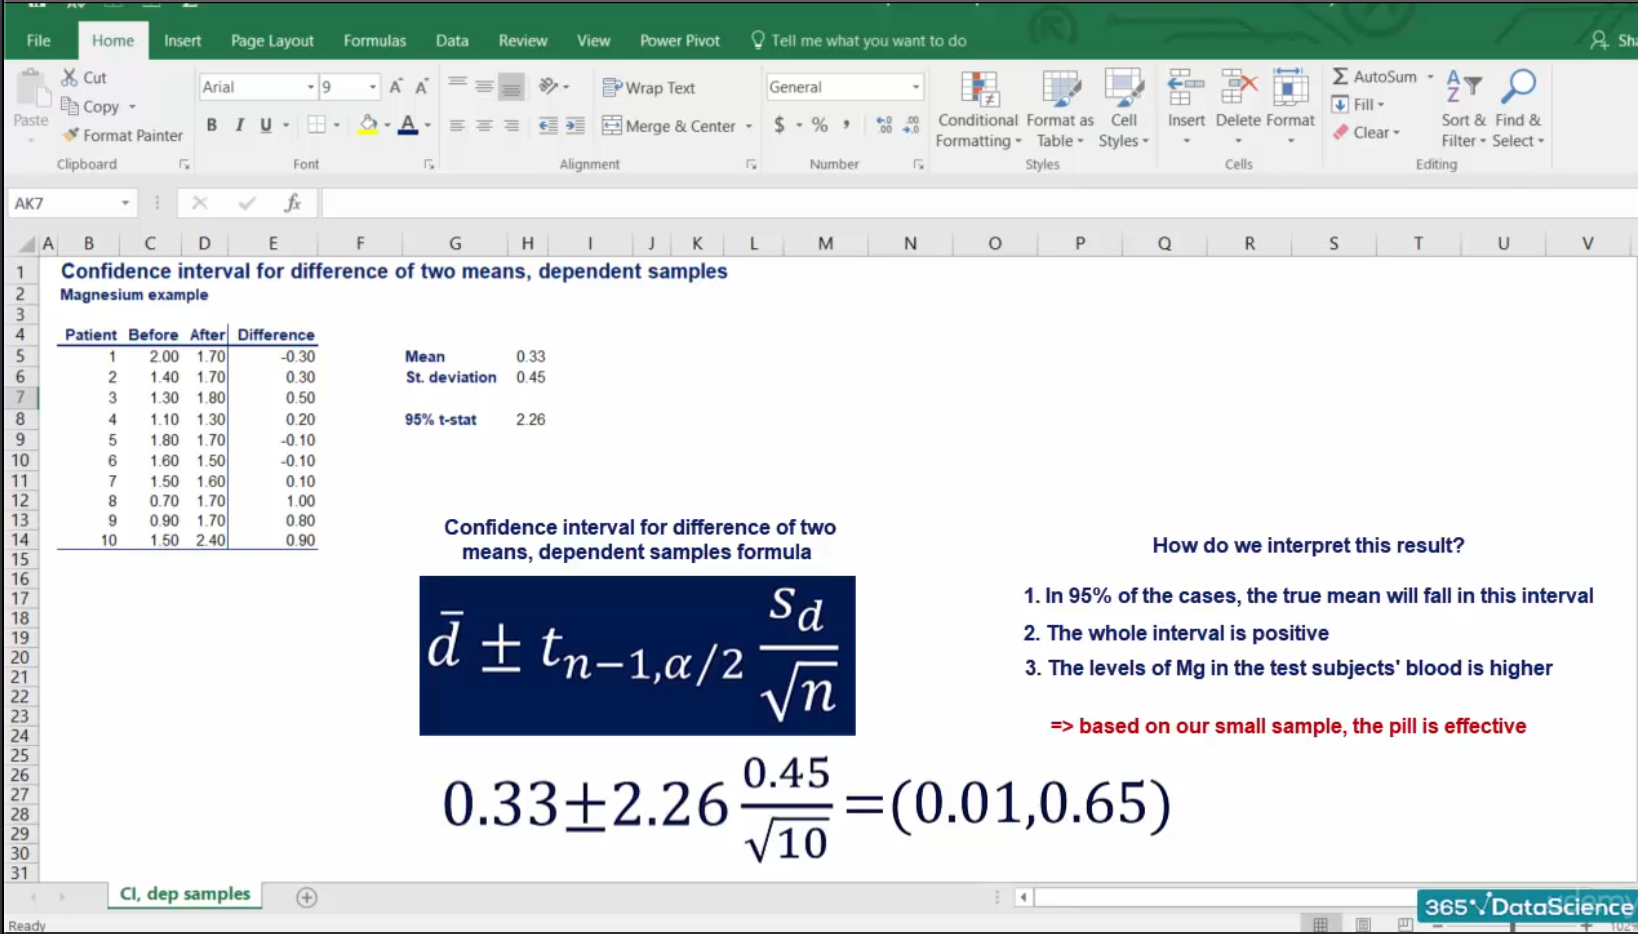 File Home Insert Page Layout Formulas Data Review View Power Pivot Tell me what you want to do
Cut
Copy
Format Painter
Paste
Clipboard
Arial 9 A A
B I U A
Font
Wrap Text
Merge & Center
Alignment
General
$ % , .00 .00
Number
Conditional Formatting
Format as Table
Cell Styles
Styles
Insert Delete Format
Cells
Σ AutoSum
Fill
Clear
Sort & Filter
Find & Select
Editing
AK7 fx
A B C D E F G H I J K L M N O P Q R S T U V
1 Confidence interval for difference of two means, dependent samples
2 Magnesium example
3
4 Patient Before After Difference
5 1 2.00 1.70 -0.30 Mean 0.33
6 2 1.40 1.70 0.30 St. deviation 0.45
7 3 1.30 1.80 0.50
8 4 1.10 1.30 0.20 95% t-stat 2.26
9 5 1.80 1.70 -0.10
10 6 1.60 1.50 -0.10
11 7 1.50 1.60 0.10
12 8 0.70 1.70 1.00
13 9 0.90 1.70 0.80
14 10 1.50 2.40 0.90
15
16
17
18
19
20
21
22
23
24
25
26
27
28
29
30
31
Confidence interval for difference of two
means, dependent samples formula
d̄ ± t n−1,α/2 s d / √n
0.33±2.26 0.45/√10 =(0.01,0.65)
How do we interpret this result?
1. In 95% of the cases, the true mean will fall in this interval
2. The whole interval is positive
3. The levels of Mg in the test subjects' blood is higher
=> based on our small sample, the pill is effective
CI, dep samples
365 DataScience
udemy
Ready